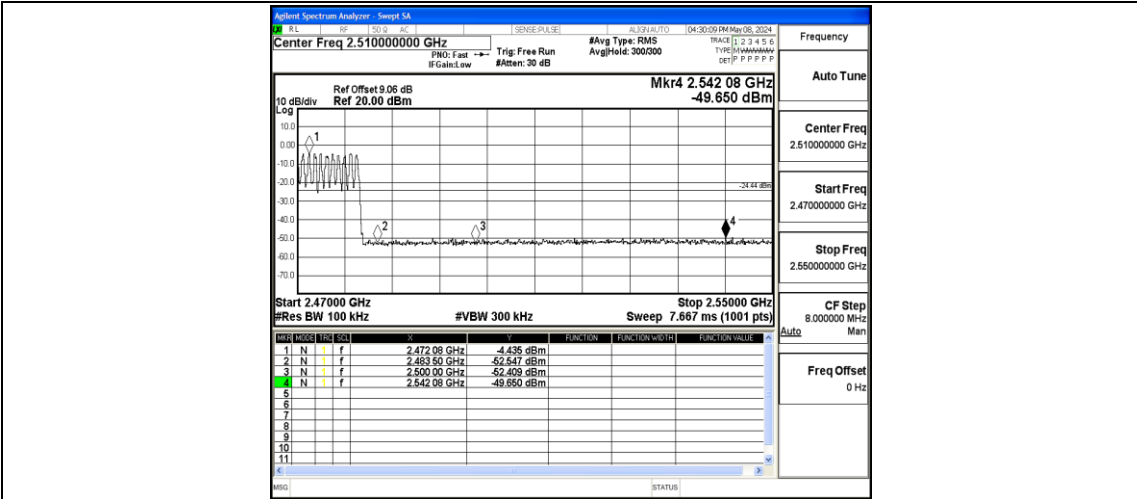 Agilent Spectrum Analyzer - Swept SA
RL RF 50 Ω AC SENSE:PULSE ALIGN AUTO 04:30:09 PM May 08, 2024
Center Freq 2.510000000 GHz
PNO: Fast
IFGain:Low
Trig: Free Run
#Atten: 30 dB
#Avg Type: RMS
Avg|Hold: 300/300
TRACE 1 2 3 4 5 6
TYPE M
DET P P P P P P
Ref Offset 9.06 dB
10 dB/div Ref 20.00 dBm
Log
Mkr4 2.542 08 GHz
-49.650 dBm
10.0
0.00
-10.0
-20.0
-30.0
-40.0
-50.0
-60.0
-70.0
1
2
3
4
-24.44 dBm
Start 2.47000 GHz Stop 2.55000 GHz
#Res BW 100 kHz #VBW 300 kHz Sweep 7.667 ms (1001 pts)
MKR MODE TRC SCL X Y FUNCTION FUNCTION WIDTH FUNCTION VALUE
1 N 1 f 2.472 08 GHz -4.435 dBm
2 N 1 f 2.483 50 GHz -52.547 dBm
3 N 1 f 2.500 00 GHz -52.409 dBm
4 N 1 f 2.542 08 GHz -49.650 dBm
5
6
7
8
9
10
11
MSG STATUS
Frequency
Auto Tune
Center Freq
2.510000000 GHz
Start Freq
2.470000000 GHz
Stop Freq
2.550000000 GHz
CF Step
8.000000 MHz
Auto Man
Freq Offset
0 Hz